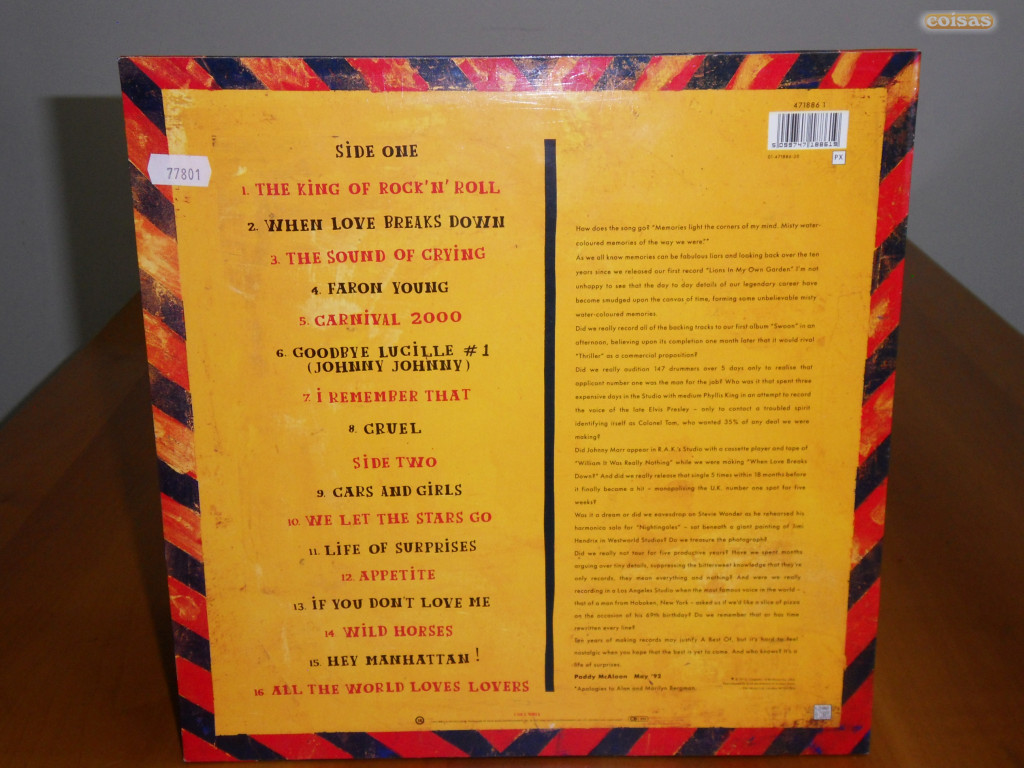 coisas
77801
SIDE ONE
1. THE KING OF ROCK'N'ROLL
2. WHEN LOVE BREAKS DOWN
3. THE SOUND OF CRYING
4. FARON YOUNG
5. CARNIVAL 2000
6. GOODBYE LUCILLE #1
(JOHNNY JOHNNY)
7. I REMEMBER THAT
8. CRUEL
SIDE TWO
9. CARS AND GIRLS
10. WE LET THE STARS GO
11. LIFE OF SURPRISES
12. APPETITE
13. IF YOU DON'T LOVE ME
14. WILD HORSES
15. HEY MANHATTAN!
16 ALL THE WORLD LOVES LOVERS
471886 1
PX
How does the song go? "Memories light the corners of my mind. Misty water-
coloured memories of the way we were?"
As we all know memories can be fabulous liars and looking back over the ten
years since we released our first record "Lions In My Own Garden" I'm not
unhappy to see that the day to day details of our legendary career have
become smudged upon the canvas of time, forming some unbelievable misty
water-coloured memories.
Did we really record all of the backing tracks to our first album "Swoon" in an
afternoon, believing upon its completion one month later that it would rival
"Thriller" as a commercial proposition?
Did we really audition 147 drummers over 5 days only to realise that
applicant number one was the man for the job? Who was it that spent three
expensive days in the Studio with medium Phyllis King in an attempt to record
the voice of the late Elvis Presley – only to contact a troubled spirit
identifying itself as Colonel Tom, who wanted 35% of any deal we were
making?
Did Johnny Marr appear in R.A.K.'s Studio with a cassette player and tape of
"William It Was Really Nothing" while we were making "When Love Breaks
Down?" And did we really release that single 5 times within 18 months before
it finally became a hit – monopolising the U.K. number one spot for five
weeks?
Was it a dream or did we eavesdrop on Stevie Wonder as he rehearsed his
harmonica solo for "Nightingales" – sat beneath a giant painting of Jimi
Hendrix in Westworld Studios? Do we treasure the photograph?
Did we really not tour for five productive years? Have we spent months
arguing over tiny details, suppressing the bittersweet knowledge that they're
only records, they mean everything and nothing? And were we really
recording in a Los Angeles Studio when the most famous voice in the world –
that of a man from Hoboken, New York – asked us if we'd like a slice of pizza
on the occasion of his 69th birthday? Do we remember that or has time
rewritten every line?
Ten years of making records may justify A Best Of, but it's hard to feel
nostalgic when you hope that the best is yet to come. And who knows? It's a
life of surprises.
Paddy McAloon May '92
*Apologies to Alan and Marilyn Bergman